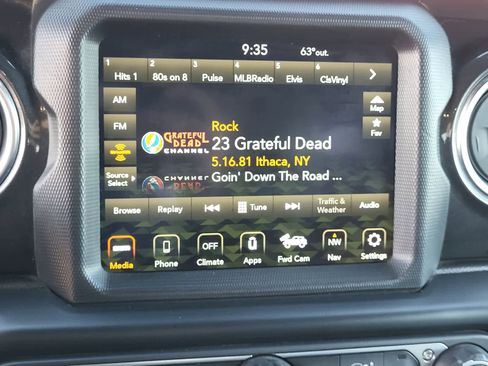 9:35 63°out.
1 2 3 4 5 6
Hits 1 80s on 8 Pulse MLBRadio Elvis ClsVinyl
AM
Map
FM
Fav
Rock
GRATEFUL DEAD CHANNEL
23 Grateful Dead
5.16.81 Ithaca, NY
Goin' Down The Road ...
Source Select
Browse Replay Tune Traffic & Weather Audio
OFF NW
Media Phone Climate Apps Fwd Cam Nav Settings